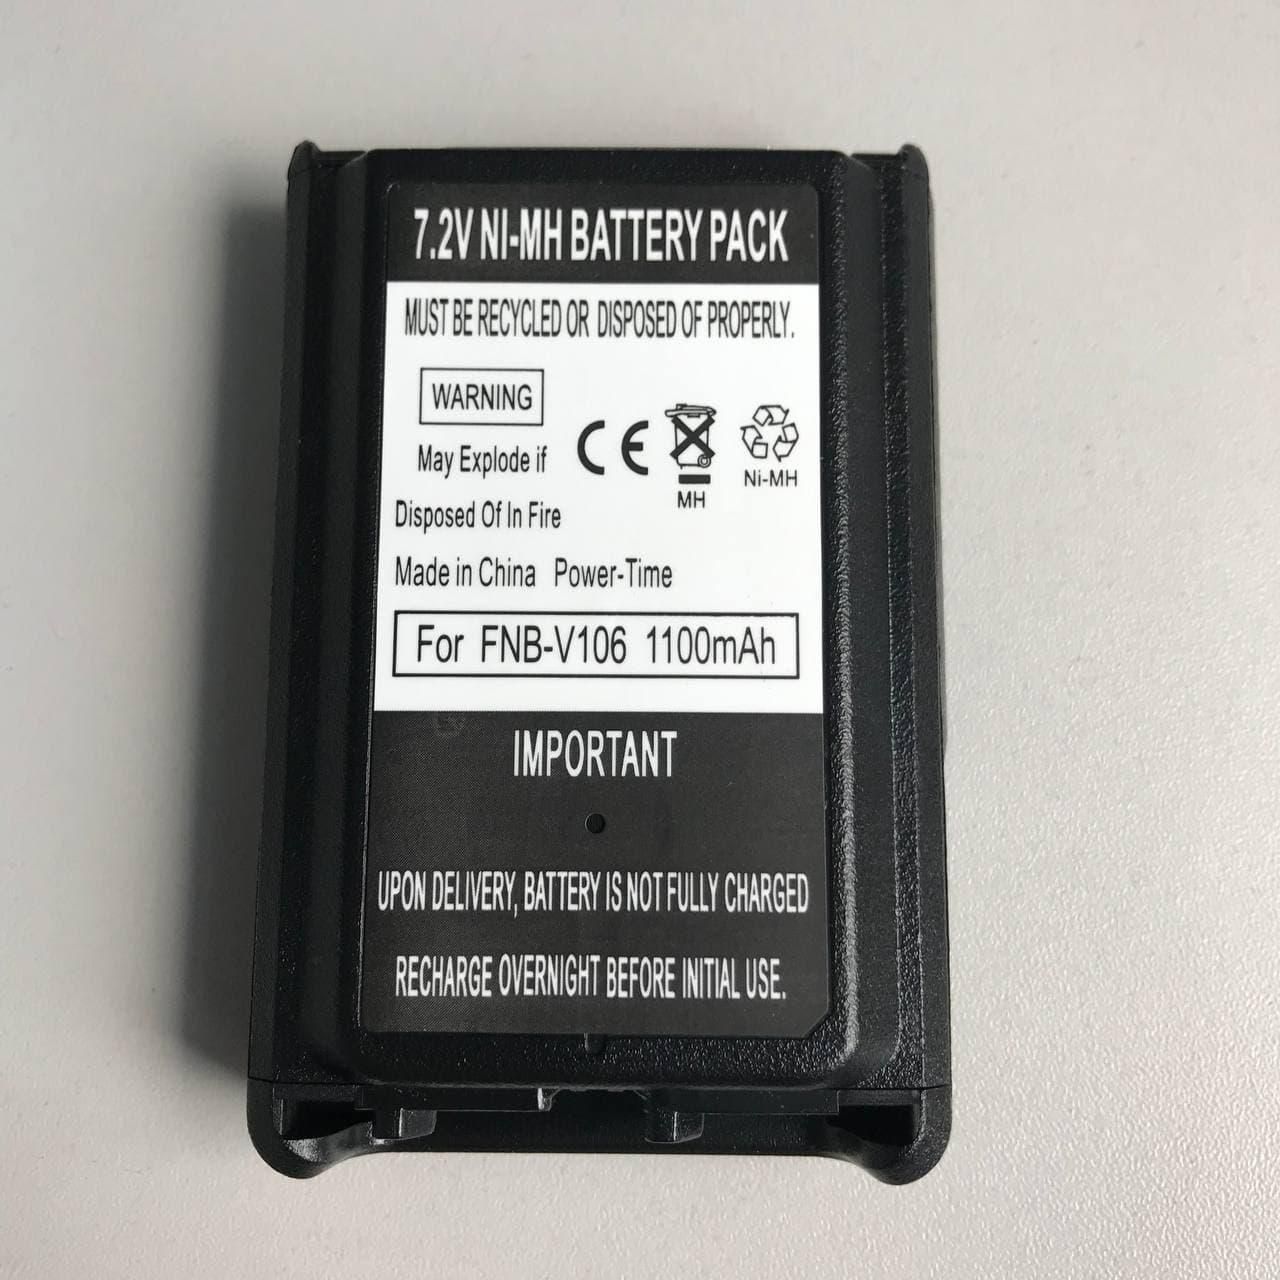 7.2V NI-MH BATTERY PACK
MUST BE RECYCLED OR DISPOSED OF PROPERLY.
WARNING
May Explode if
Disposed Of In Fire
CE
MH
Ni-MH
Made in China Power-Time
For FNB-V106 1100mAh
IMPORTANT
UPON DELIVERY, BATTERY IS NOT FULLY CHARGED
RECHARGE OVERNIGHT BEFORE INITIAL USE.